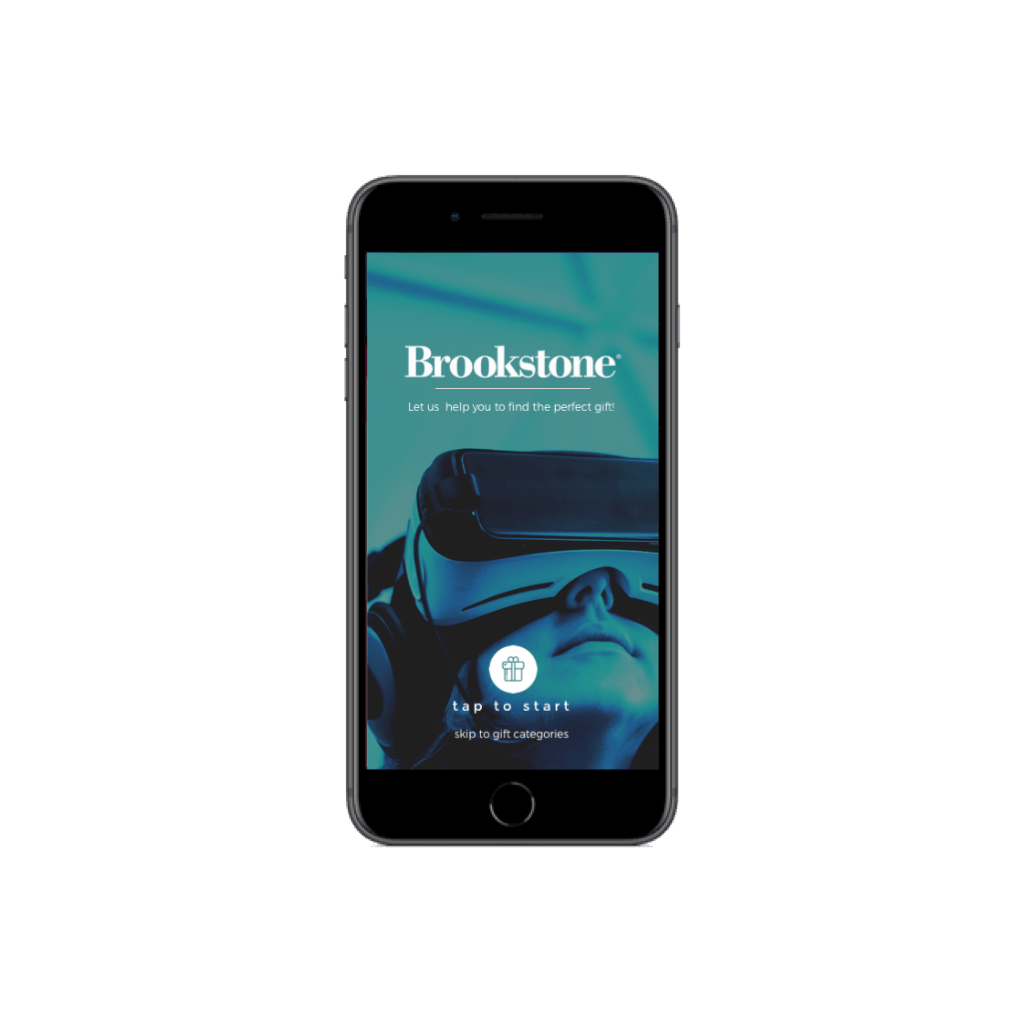 Brookstone®
Let us  help you to find the perfect gift!
tap to start
skip to gift categories